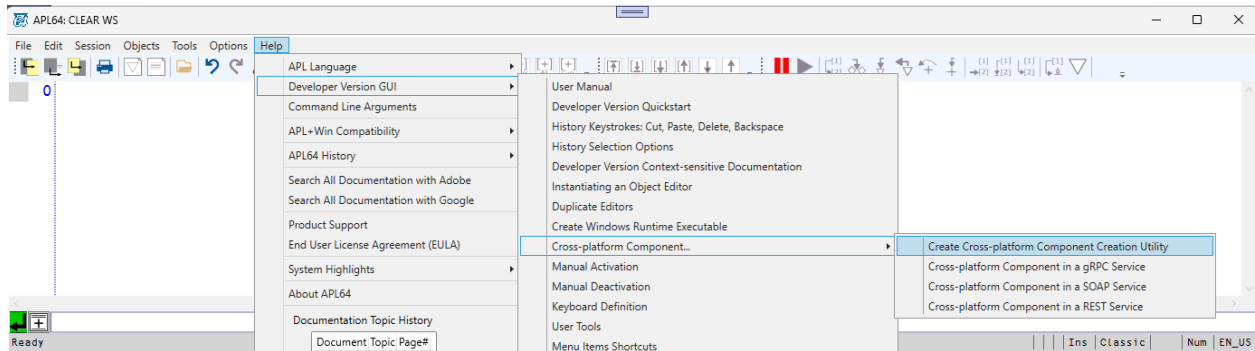 APL64: CLEAR WS
File Edit Session Objects Tools Options Help
0
APL Language
Developer Version GUI
Command Line Arguments
APL+Win Compatibility
APL64 History
Search All Documentation with Adobe
Search All Documentation with Google
Product Support
End User License Agreement (EULA)
System Highlights
About APL64
Documentation Topic History
Document Topic Page#
User Manual
Developer Version Quickstart
History Keystrokes: Cut, Paste, Delete, Backspace
History Selection Options
Developer Version Context-sensitive Documentation
Instantiating an Object Editor
Duplicate Editors
Create Windows Runtime Executable
Cross-platform Component...
Manual Activation
Manual Deactivation
Keyboard Definition
User Tools
Menu Items Shortcuts
Create Cross-platform Component Creation Utility
Cross-platform Component in a gRPC Service
Cross-platform Component in a SOAP Service
Cross-platform Component in a REST Service
Ready
Ins Classic Num EN_US